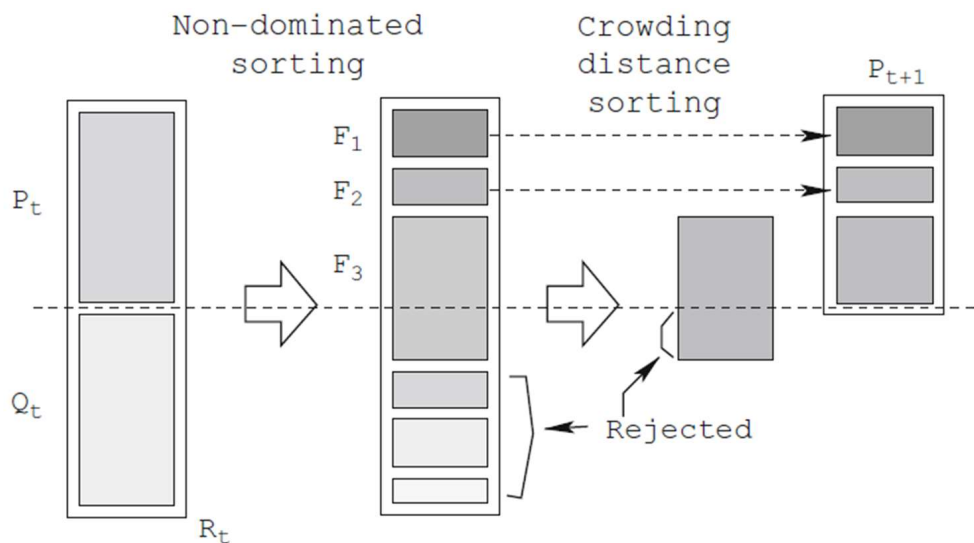 Non-dominated
sorting
Crowding
distance
sorting
P_{t+1}
F_1
F_2
P_t
F_3
Q_t
Rejected
R_t